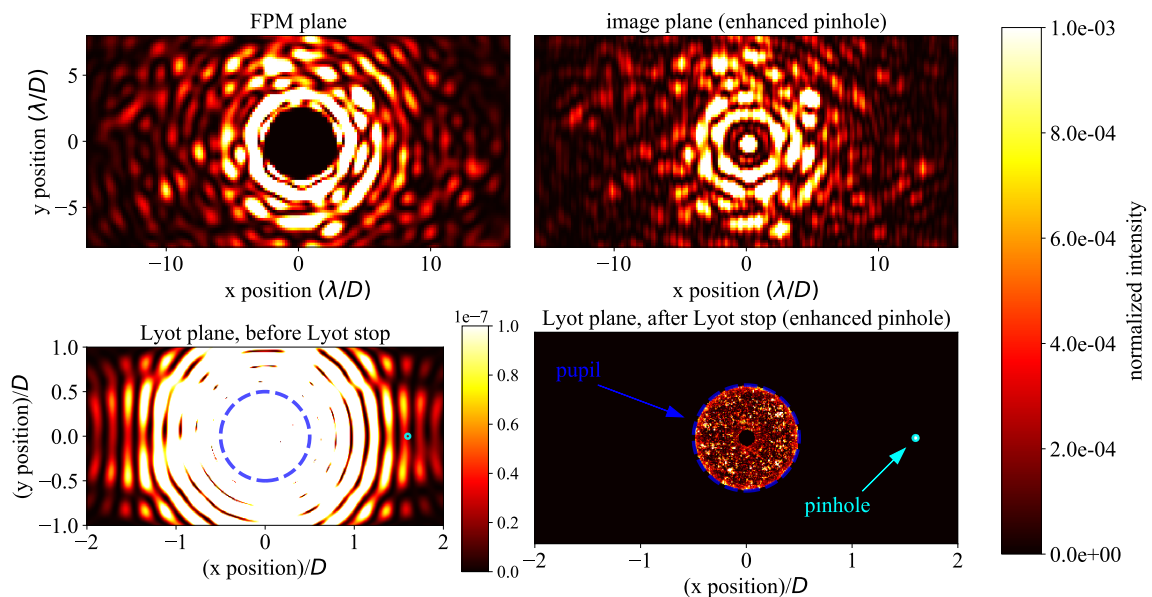 FPM plane
image plane (enhanced pinhole)
5
0
−5
y position (λ/D)
−10
0
10
x position (λ/D)
−10
0
10
x position (λ/D)
1.0e-03
8.0e-04
6.0e-04
4.0e-04
2.0e-04
0.0e+00
normalized intensity
Lyot plane, before Lyot stop
1.0
0.5
0.0
−0.5
−1.0
(y position)/D
−2
−1
0
1
2
(x position)/D
1e−7
1.0
0.8
0.6
0.4
0.2
0.0
Lyot plane, after Lyot stop (enhanced pinhole)
pupil
pinhole
−2
−1
0
1
2
(x position)/D